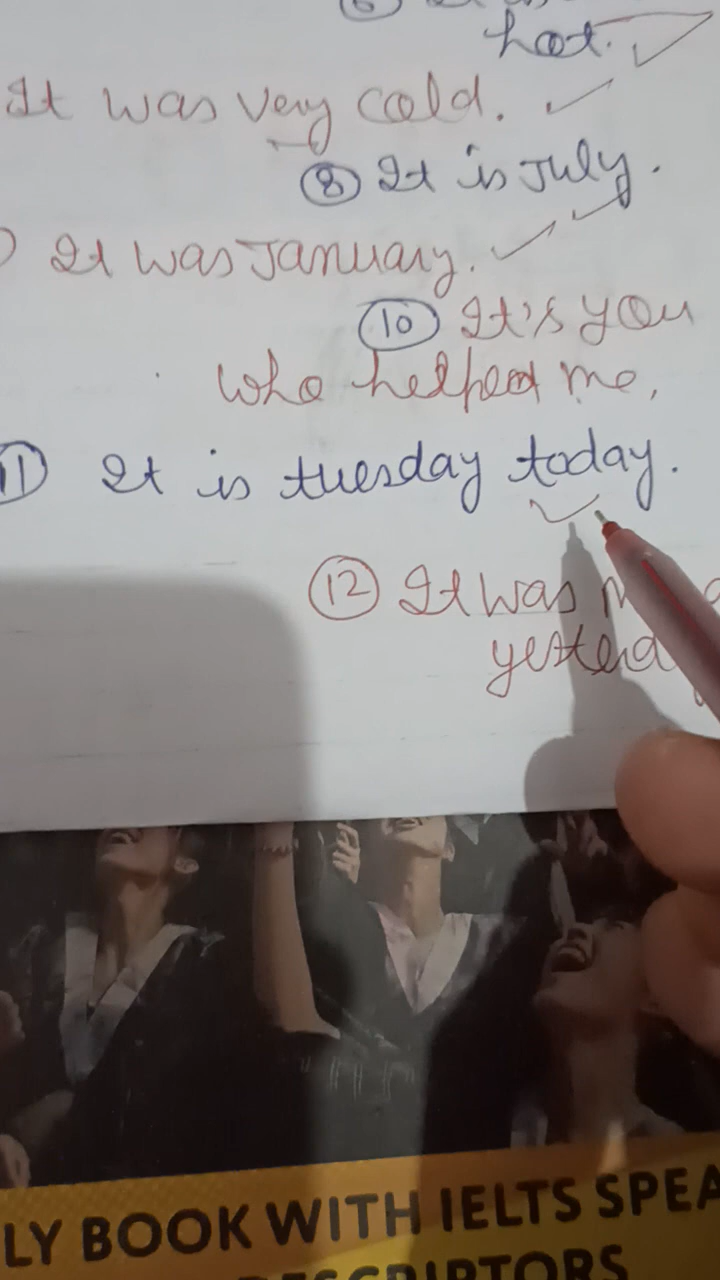 hot.
It was very cold.
8 It is July.
It was January.
10 It's you
who helped me,
11 It is tuesday today.
12 It was
LY BOOK WITH IELTS SPEA